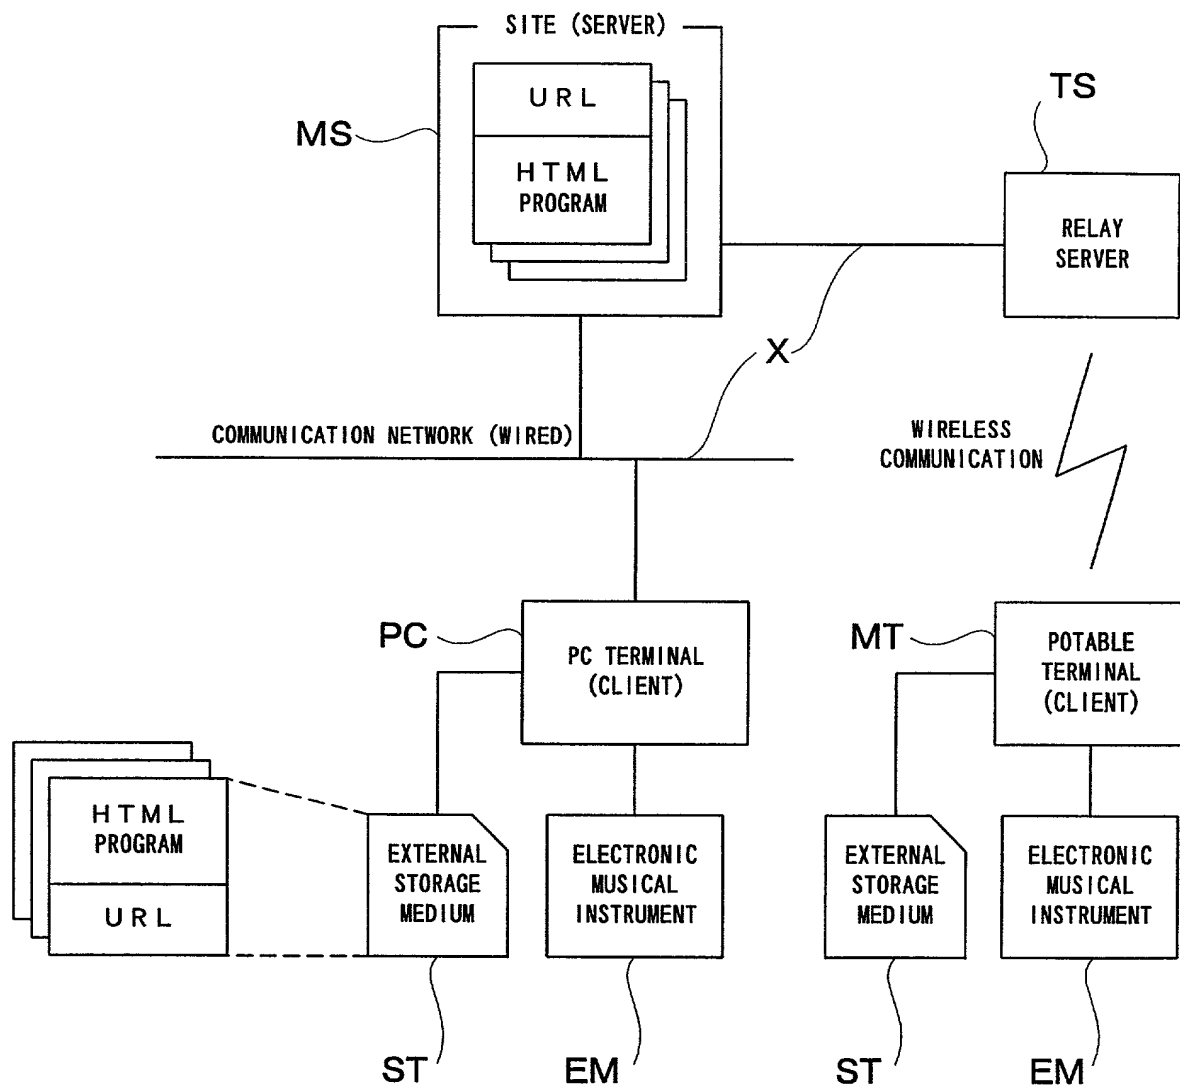 SITE (SERVER)
URL
HTML
PROGRAM
MS
TS
RELAY
SERVER
X
COMMUNICATION NETWORK (WIRED)
WIRELESS
COMMUNICATION
PC
PC TERMINAL
(CLIENT)
MT
POTABLE
TERMINAL
(CLIENT)
HTML
PROGRAM
URL
EXTERNAL
STORAGE
MEDIUM
ELECTRONIC
MUSICAL
INSTRUMENT
EXTERNAL
STORAGE
MEDIUM
ELECTRONIC
MUSICAL
INSTRUMENT
ST
EM
ST
EM